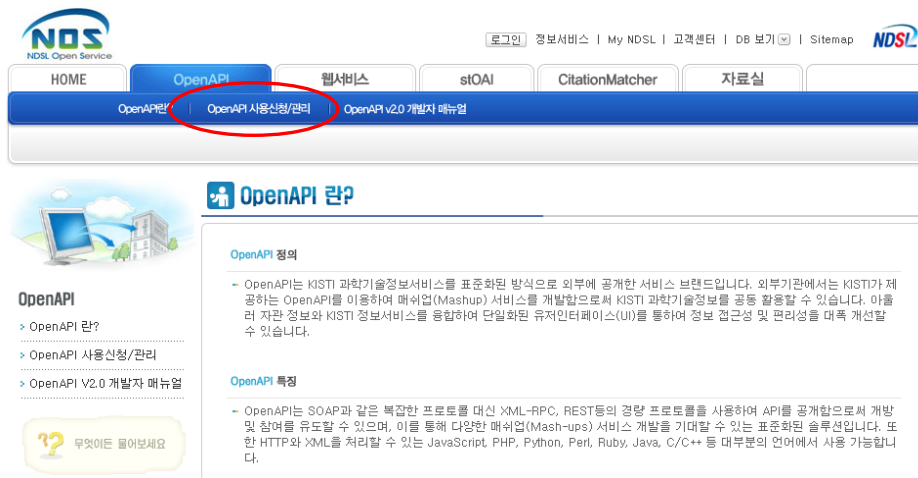 NOS
NDSL Open Service
로그인 정보서비스 | My NDSL | 고객센터 | DB 보기 | Sitemap
NDSL
HOME OpenAPI 웹서비스 stOAI CitationMatcher 자료실
OpenAPI란? | OpenAPI 사용신청/관리 | OpenAPI v2.0 개발자 매뉴얼
OpenAPI 란?
OpenAPI 정의
- OpenAPI는 KISTI 과학기술정보서비스를 표준화된 방식으로 외부에 공개한 서비스 브랜드입니다. 외부기관에서는 KISTI가 제
공하는 OpenAPI를 이용하여 매쉬업(Mashup) 서비스를 개발함으로써 KISTI 과학기술정보를 공동 활용할 수 있습니다. 아울
러 자관 정보와 KISTI 정보서비스를 융합하여 단일화된 유저인터페이스(UI)를 통하여 정보 접근성 및 편리성을 대폭 개선할
수 있습니다.
OpenAPI 특징
- OpenAPI는 SOAP과 같은 복잡한 프로토콜 대신 XML-RPC, REST등의 경량 프로토콜을 사용하여 API를 공개함으로써 개방
및 참여를 유도할 수 있으며, 이를 통해 다양한 매쉬업(Mash-ups) 서비스 개발을 기대할 수 있는 표준화된 솔루션입니다. 또
한 HTTP와 XML을 처리할 수 있는 JavaScript, PHP, Python, Perl, Ruby, Java, C/C++ 등 대부분의 언어에서 사용 가능합니
다.
OpenAPI
> OpenAPI 란?
> OpenAPI 사용신청/관리
> OpenAPI V2.0 개발자 매뉴얼
?? 무엇이든 물어보세요